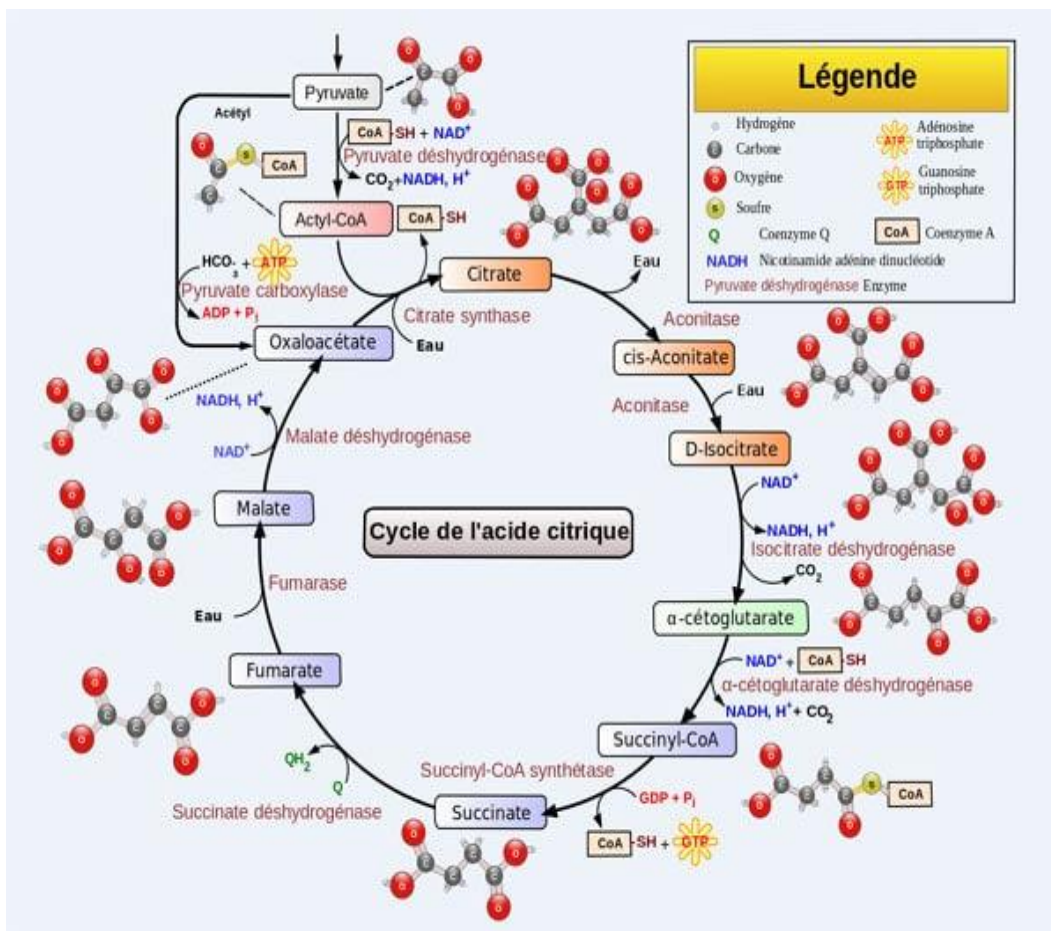 Légende
Hydrogène
Carbone
Oxygène
S Soufre
Q Coenzyme Q
NADH Nicotinamide adénine dinucléotide
Pyruvate déshydrogénase Enzyme
ATP Adénosine
triphosphate
GTP Guanosine
triphosphate
CoA Coenzyme A
Pyruvate
Acétyl
CoA-SH + NAD+
Pyruvate déshydrogénase
CO2+NADH, H+
S CoA
Actyl-CoA
CoA-SH
HCO-3 + ATP
Pyruvate carboxylase
ADP + Pi
Oxaloacétate
Citrate
Citrate synthase
Eau
Eau
Aconitase
cis-Aconitate
Eau
Aconitase
D-Isocitrate
NAD+
NADH, H+
Isocitrate déshydrogénase
CO2
α-cétoglutarate
NAD+ + CoA-SH
α-cétoglutarate déshydrogénase
NADH, H+ + CO2
Succinyl-CoA
S CoA
Succinyl-CoA synthétase
GDP + Pi
CoA-SH + GTP
Succinate
Q
QH2
Succinate déshydrogénase
Fumarate
Eau
Fumarase
Malate
NAD+
NADH, H+
Malate déshydrogénase
Cycle de l'acide citrique